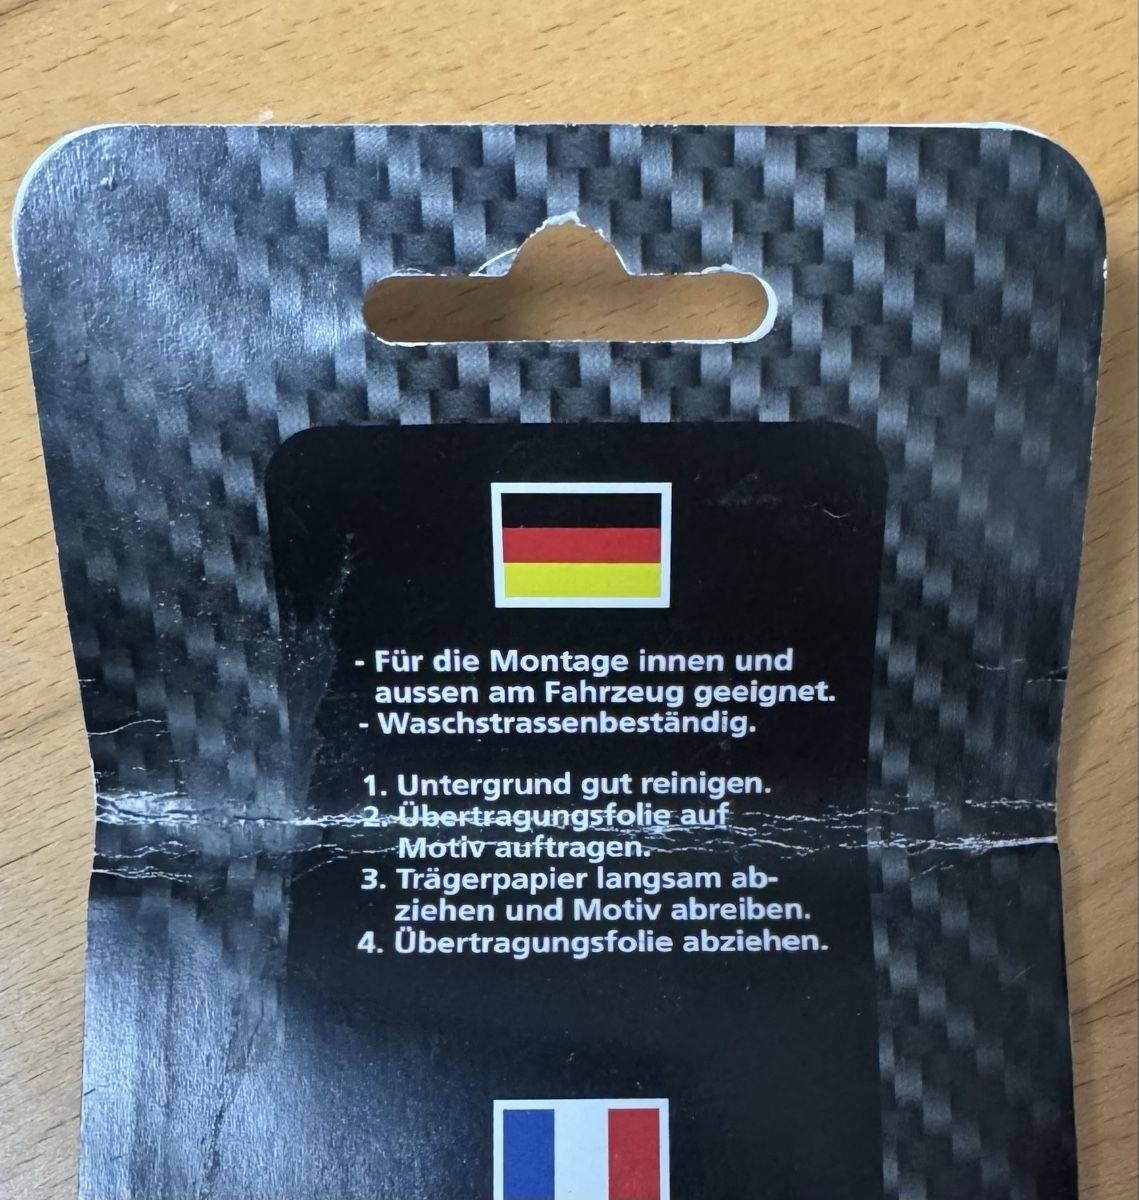 - Für die Montage innen und
aussen am Fahrzeug geeignet.
- Waschstrassenbeständig.
1. Untergrund gut reinigen.
2. Übertragungsfolie auf
Motiv auftragen.
3. Trägerpapier langsam ab-
ziehen und Motiv abreiben.
4. Übertragungsfolie abziehen.